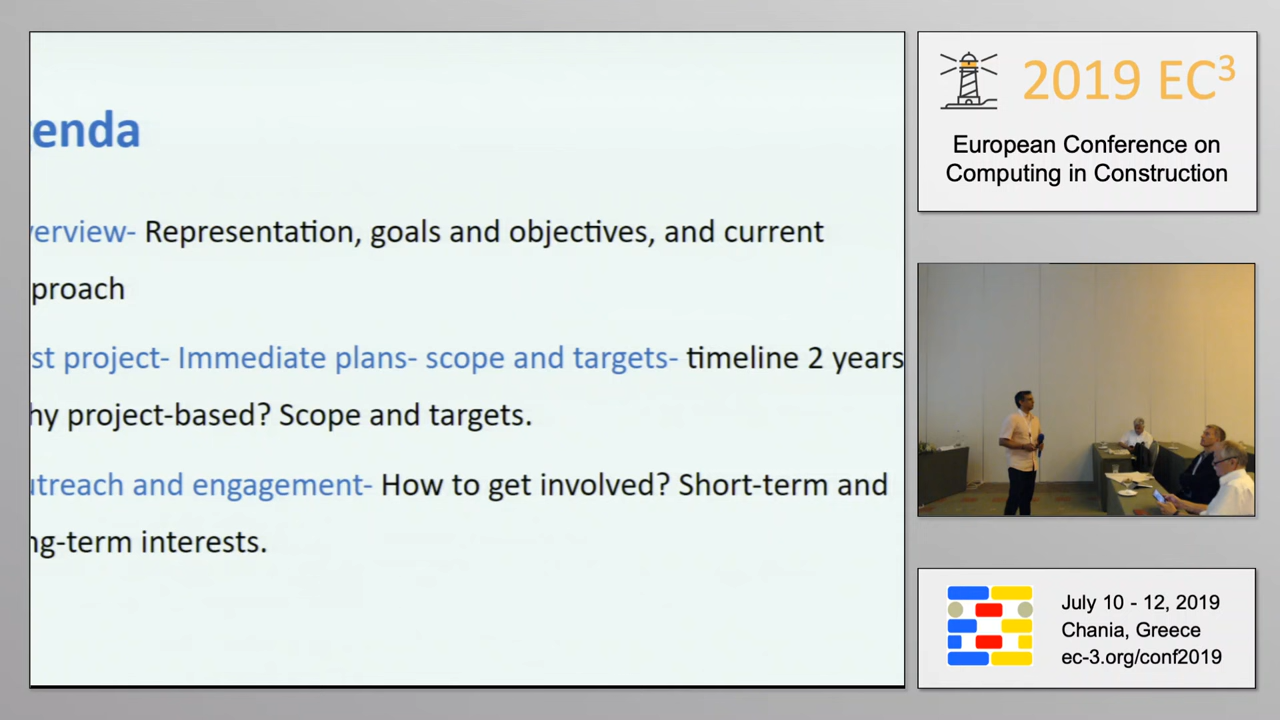 enda
verview- Representation, goals and objectives, and current
proach
st project- Immediate plans- scope and targets- timeline 2 years
hy project-based? Scope and targets.
utreach and engagement- How to get involved? Short-term and
ng-term interests.
2019 EC³
European Conference on
Computing in Construction
July 10 - 12, 2019
Chania, Greece
ec-3.org/conf2019